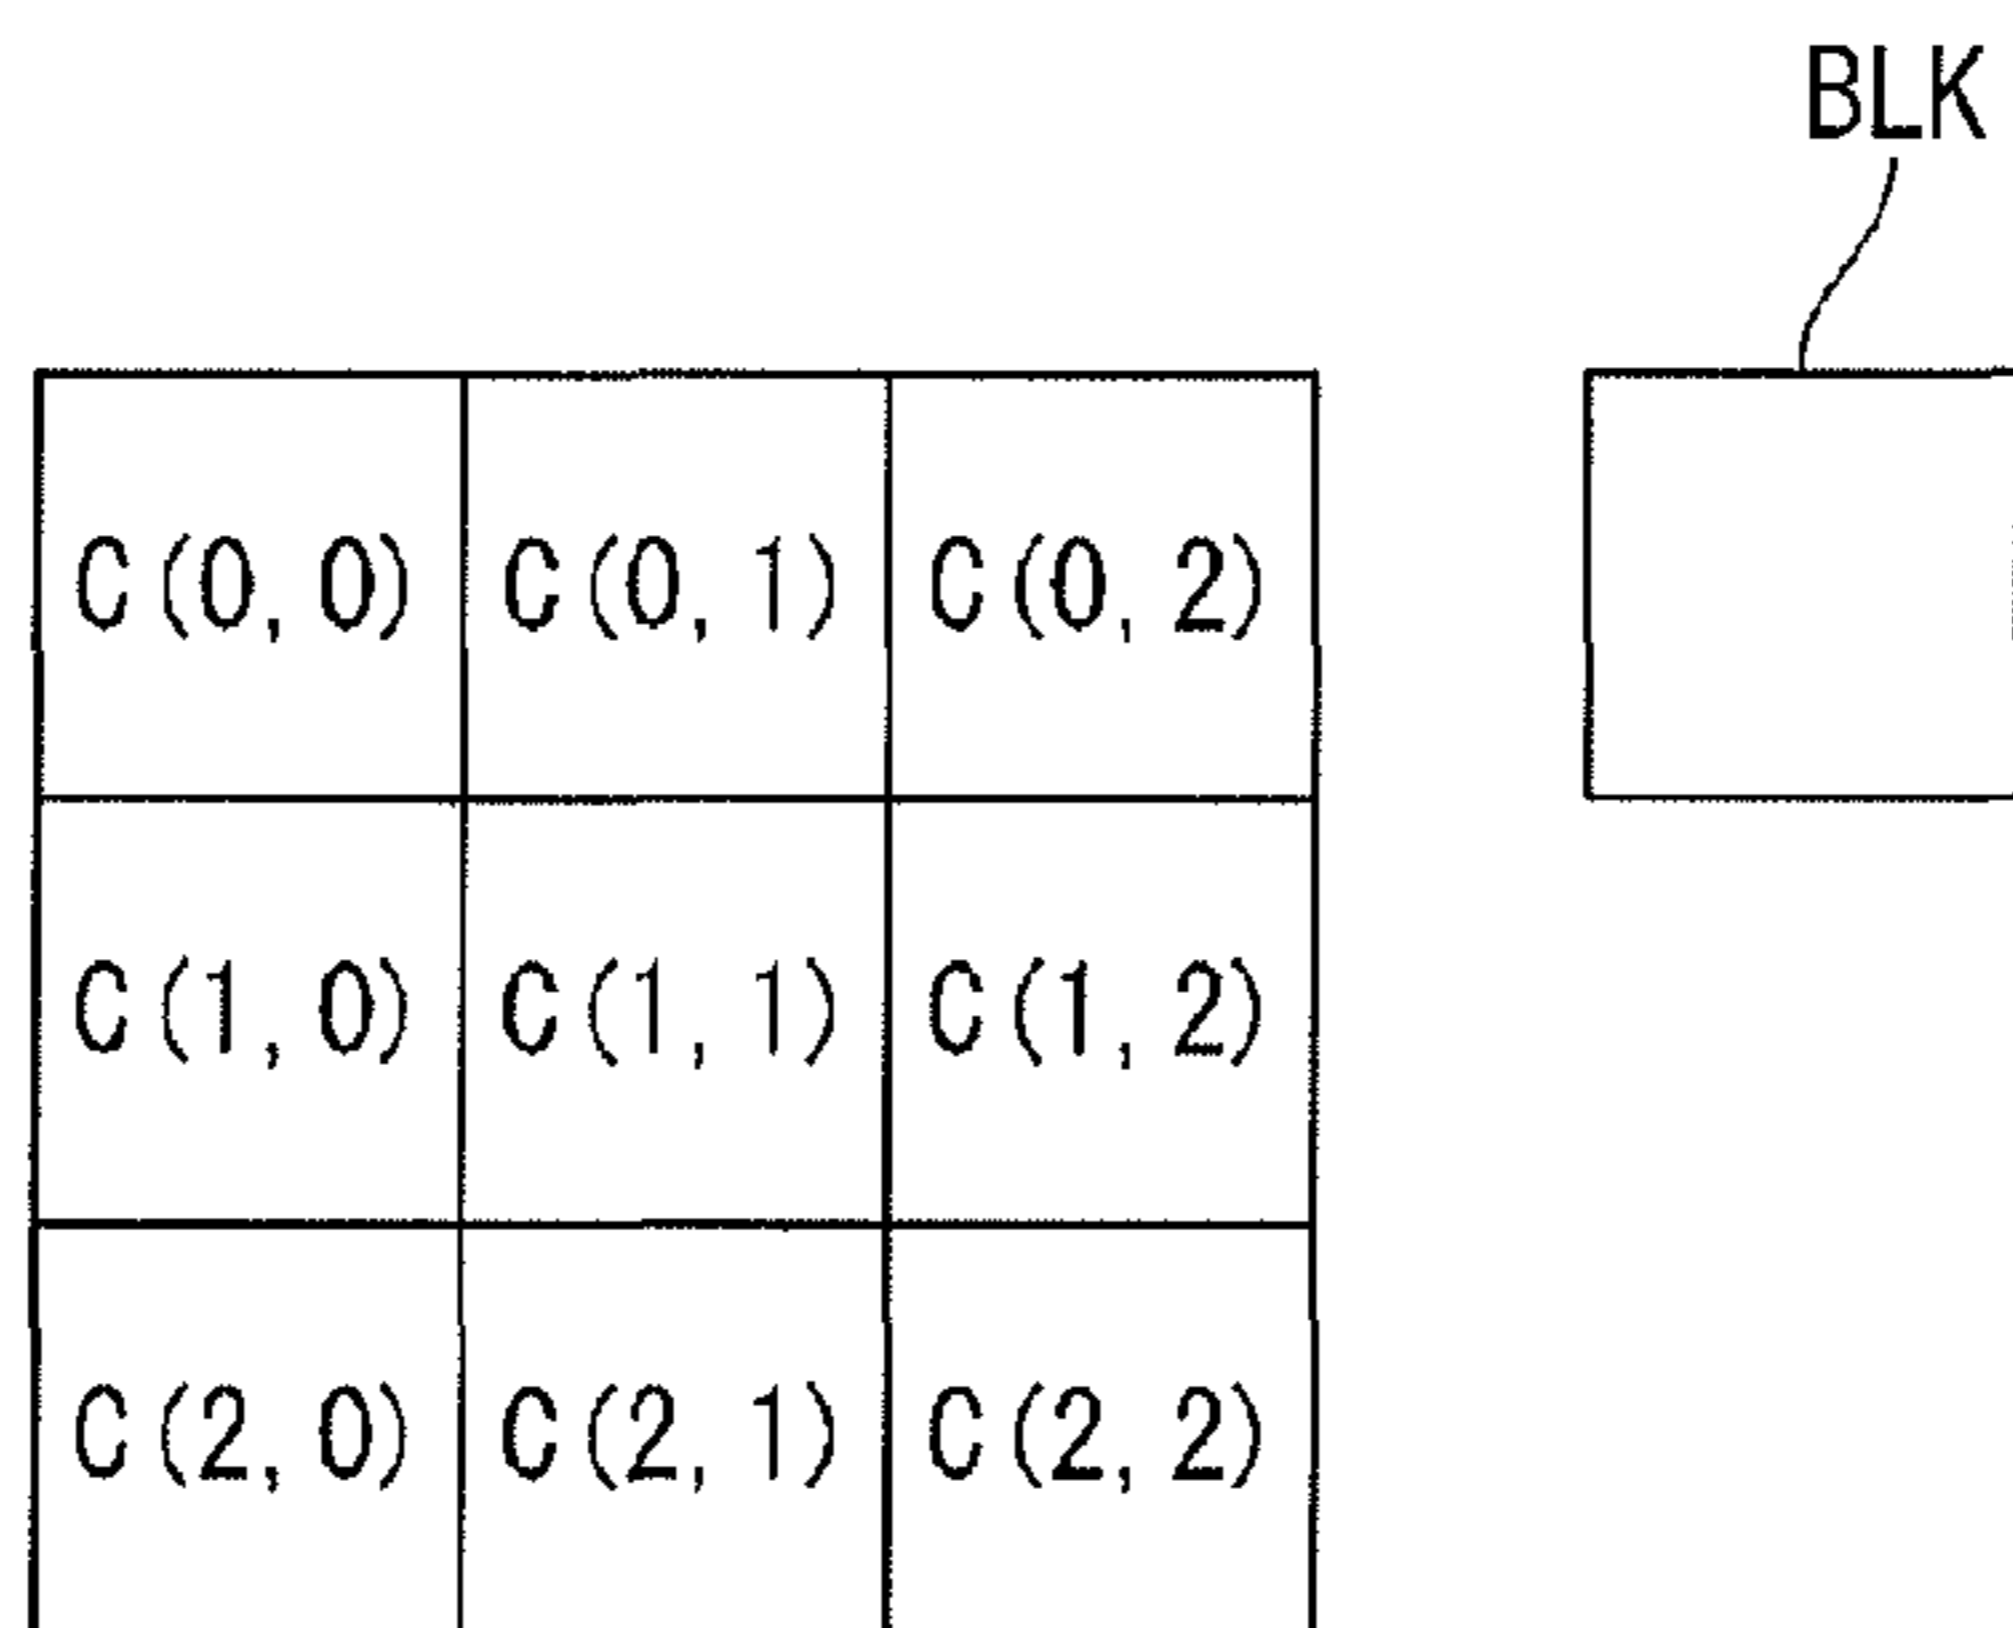 BLK
C(0, 0) C(0, 1) C(0, 2)
C(1, 0) C(1, 1) C(1, 2)
C(2, 0) C(2, 1) C(2, 2)